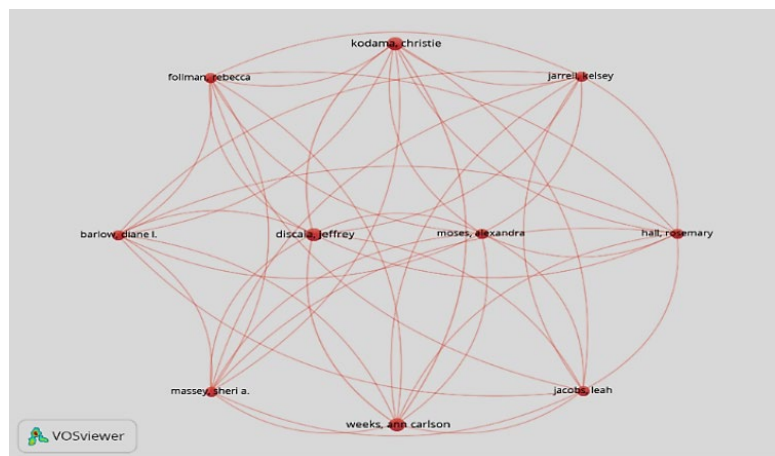 kodama, christie
follman, rebecca
jarrell, kelsey
barlow, diane l.
discala, jeffrey
moses, alexandra
hall, rosemary
massey, sheri a.
jacobs, leah
weeks, ann carlson
VOSviewer